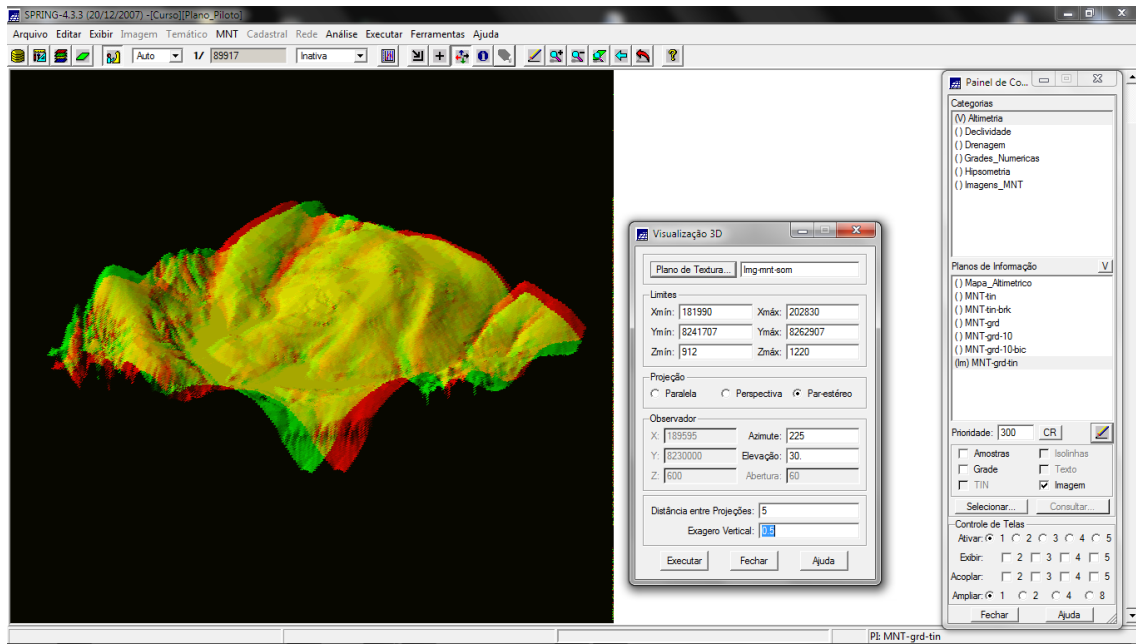 SPRING-4.3.3 (20/12/2007) -[Curso][Plano_Piloto]
Arquivo Editar Exibir Imagem Temático MNT Cadastral Rede Análise Executar Ferramentas Ajuda
Auto 1/ 89917 Inativa
Visualização 3D
Plano de Textura... Img-mnt-som
Limites
Xmín: 181990 Xmáx: 202830
Ymín: 8241707 Ymáx: 8262907
Zmín: 912 Zmáx: 1220
Projeção
Paralela Perspectiva Par-estéreo
Observador
X: 189595 Azimute: 225
Y: 8230000 Elevação: 30.
Z: 600 Abertura: 60
Distância entre Projeções: 5
Exagero Vertical: 0.5
Executar Fechar Ajuda
Painel de Co...
Categorias
(V) Altimetria
() Declividade
() Drenagem
() Grades_Numericas
() Hipsometria
() Imagens_MNT
Planos de Informação V
() Mapa_Altimetrico
() MNT-tin
() MNT-tin-brk
() MNT-grd
() MNT-grd-10
() MNT-grd-10-bic
(Im) MNT-grd-tin
Prioridade: 300 CR
Amostras Isolinhas
Grade Texto
TIN Imagem
Selecionar... Consultar...
Controle de Telas
Ativar: 1 2 3 4 5
Exibir: 2 3 4 5
Acoplar: 2 3 4 5
Ampliar: 1 2 4 8
Fechar Ajuda
PI: MNT-grd-tin